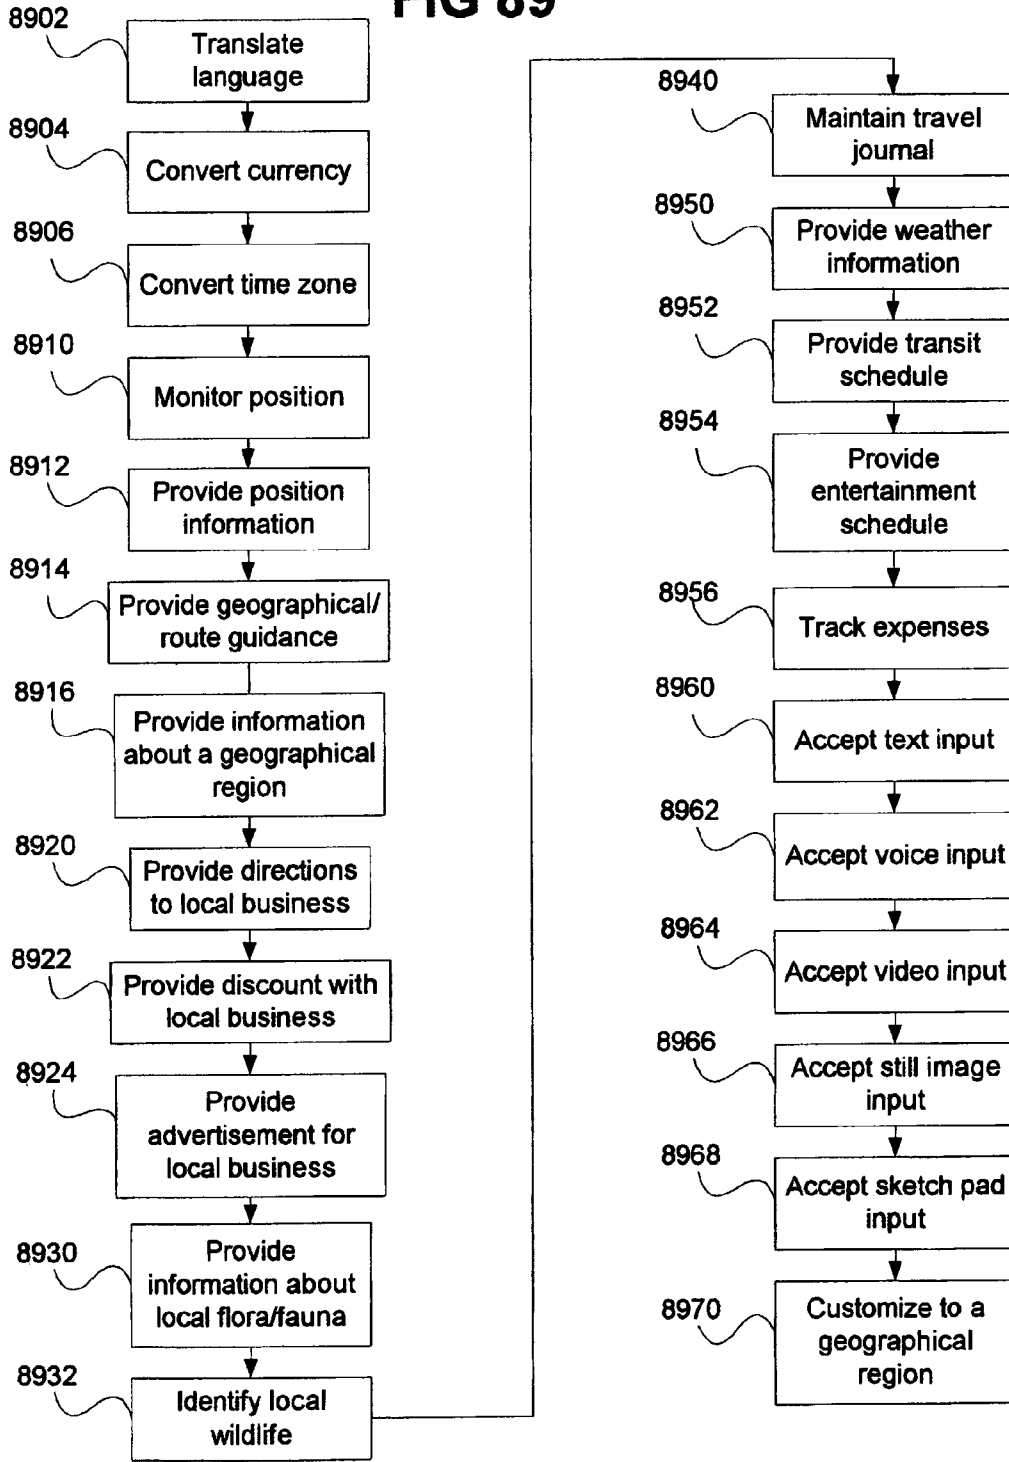 FIG 89
8902
Translate
language
8904
Convert currency
8906
Convert time zone
8910
Monitor position
8912
Provide position
information
8914
Provide geographical/
route guidance
8916
Provide information
about a geographical
region
8920
Provide directions
to local business
8922
Provide discount with
local business
8924
Provide
advertisement for
local business
8930
Provide
information about
local flora/fauna
8932
Identify local
wildlife
8940
Maintain travel
journal
8950
Provide weather
information
8952
Provide transit
schedule
8954
Provide
entertainment
schedule
8956
Track expenses
8960
Accept text input
8962
Accept voice input
8964
Accept video input
8966
Accept still image
input
8968
Accept sketch pad
input
8970
Customize to a
geographical
region